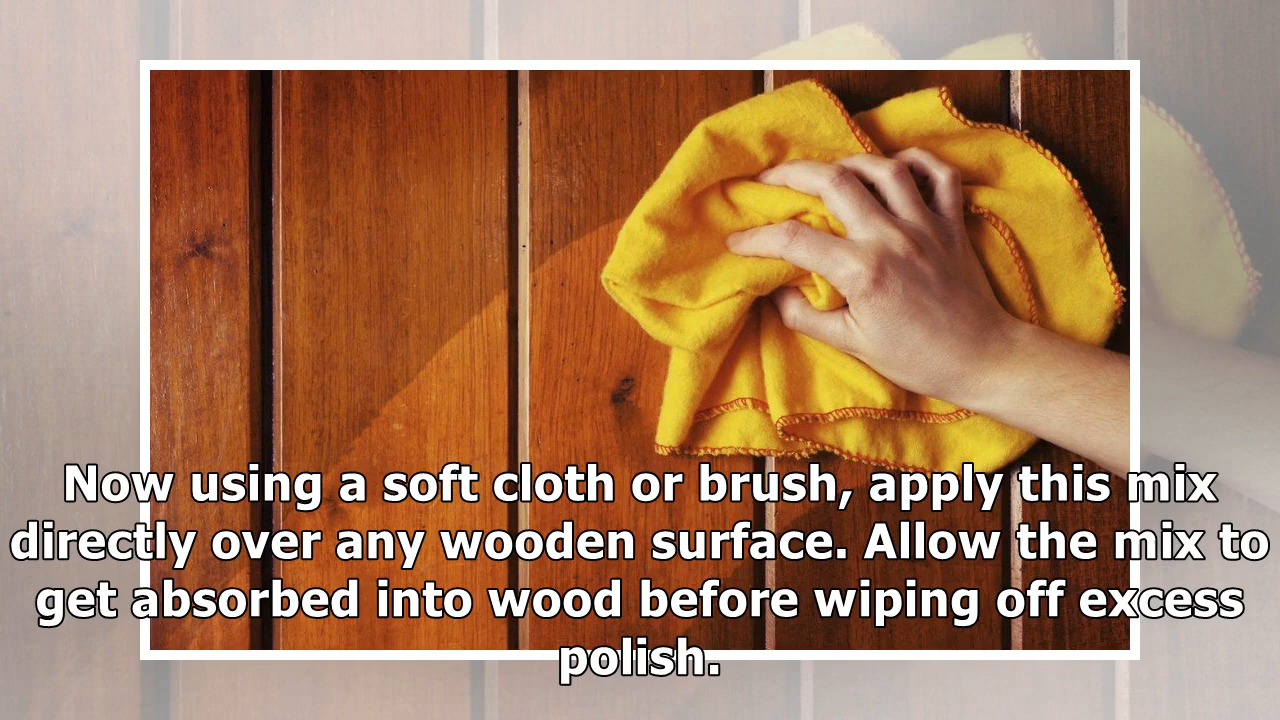 Now using a soft cloth or brush, apply this mix
directly over any wooden surface. Allow the mix to
get absorbed into wood before wiping off excess
polish.